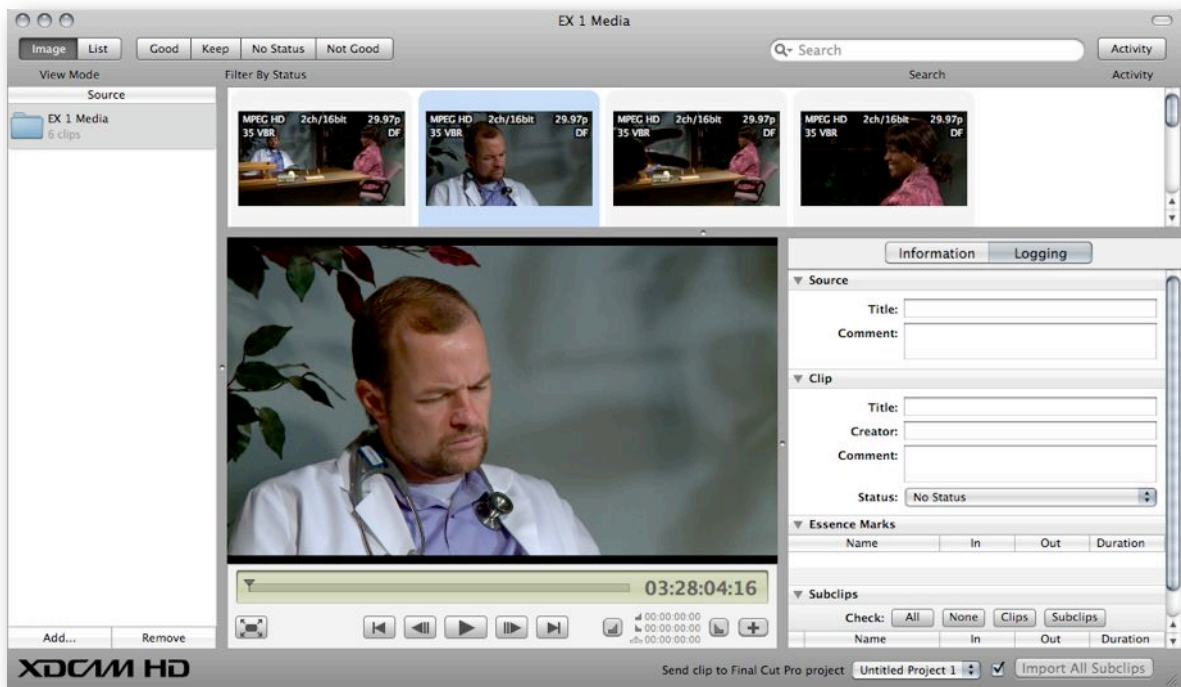 EX 1 Media
Image List Good Keep No Status Not Good Search Activity
View Mode Filter By Status Search Activity
Source
EX 1 Media
6 clips
MPEG HD 2ch/16bit 29.97p
35 VBR DF
MPEG HD 2ch/16bit 29.97p
35 VBR DF
MPEG HD 2ch/16bit 29.97p
35 VBR DF
MPEG HD 2ch/16bit 29.97p
35 VBR DF
Information Logging
Source
Title:
Comment:
Clip
Title:
Creator:
Comment:
Status: No Status
Essence Marks
Name In Out Duration
03:28:04:16
00:00:00:00
00:00:00:00
00:00:00:00
Subclips
Check: All None Clips Subclips
Name In Out Duration
Add... Remove
XDCAM HD
Send clip to Final Cut Pro project Untitled Project 1 Import All Subclips